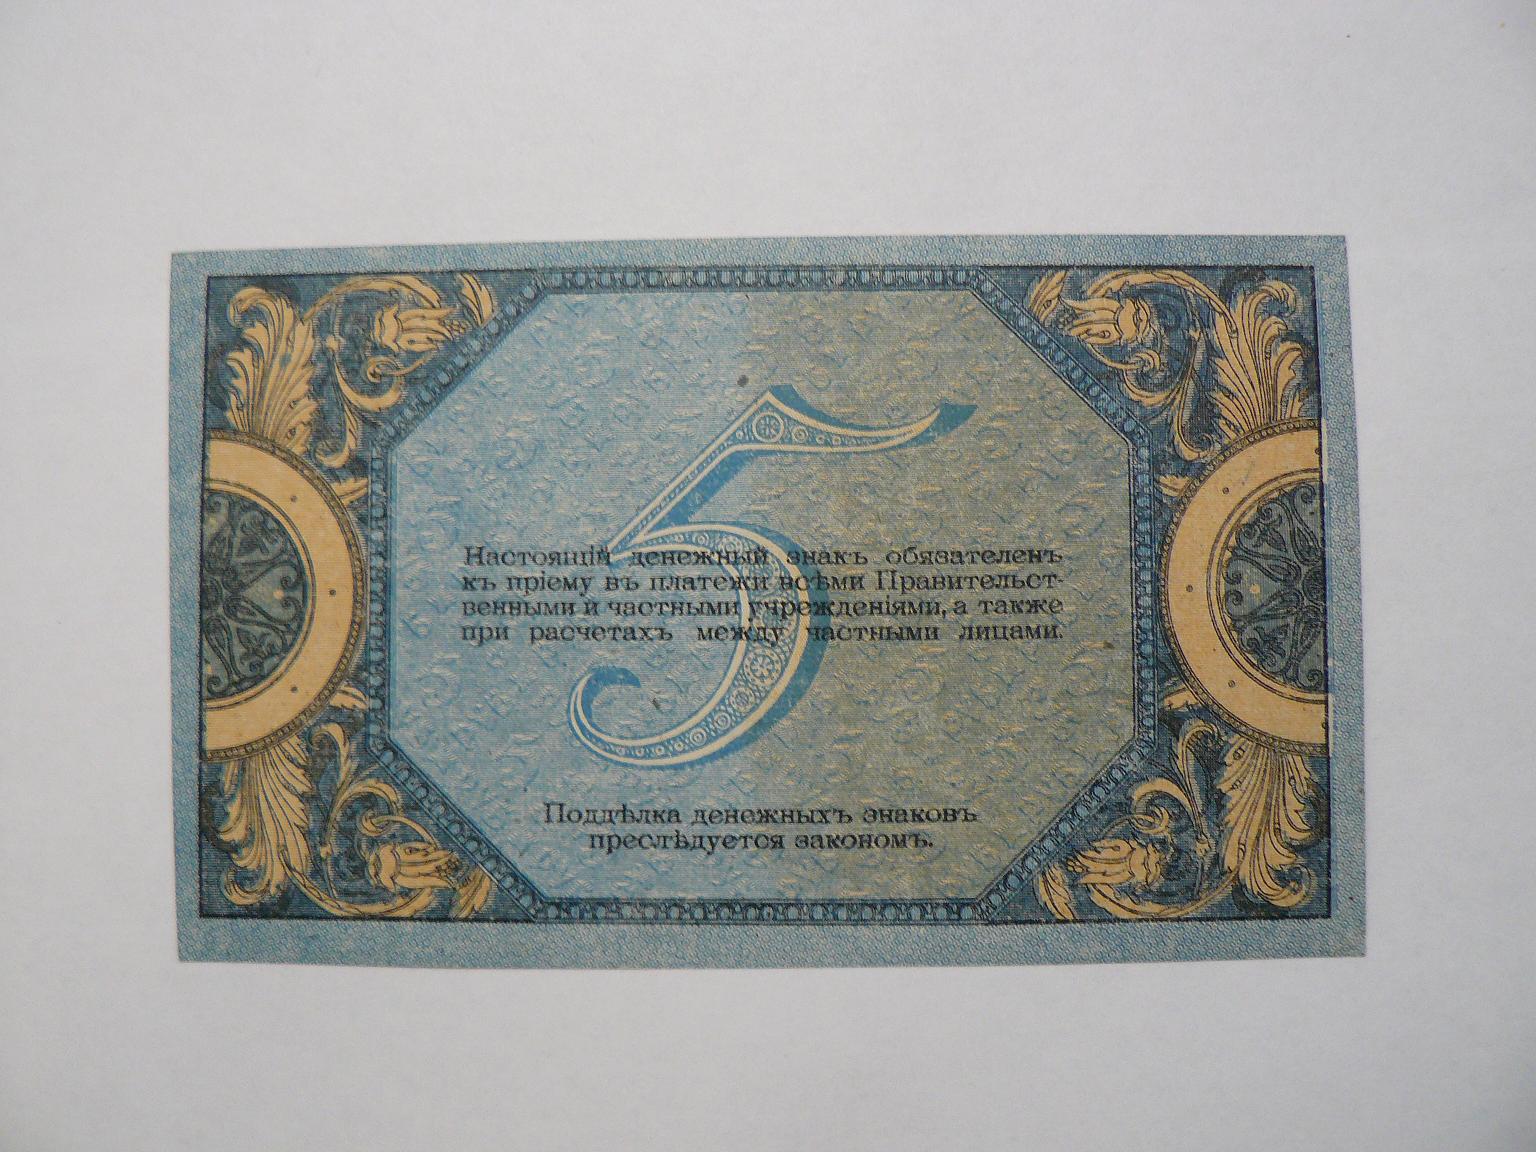 5
Настоящій денежный знакъ обязателенъ
къ пріему въ платежи всѣми Правительст-
венными и частными учрежденіями, а также
при расчетахъ между частными лицами.
Поддѣлка денежныхъ знаковъ
преслѣдуется закономъ.